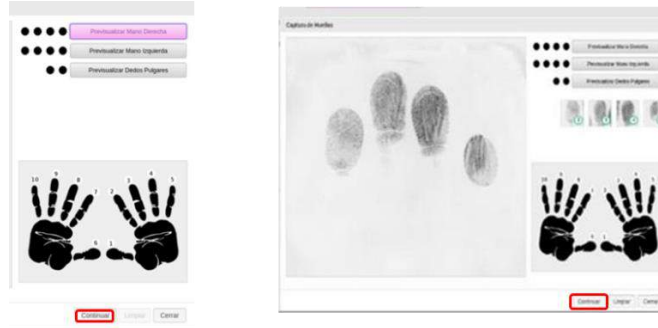 Previsualizar Mano Derecha
Previsualizar Mano Izquierda
Previsualizar Dedos Pulgares
10 9 8 7 2 3 4 5
6 1
Continuar Limpiar Cerrar
Captura de Huellas
Previsualizar Mano Derecha
Previsualizar Mano Izquierda
Previsualizar Dedos Pulgares
Continuar Limpiar Cerrar